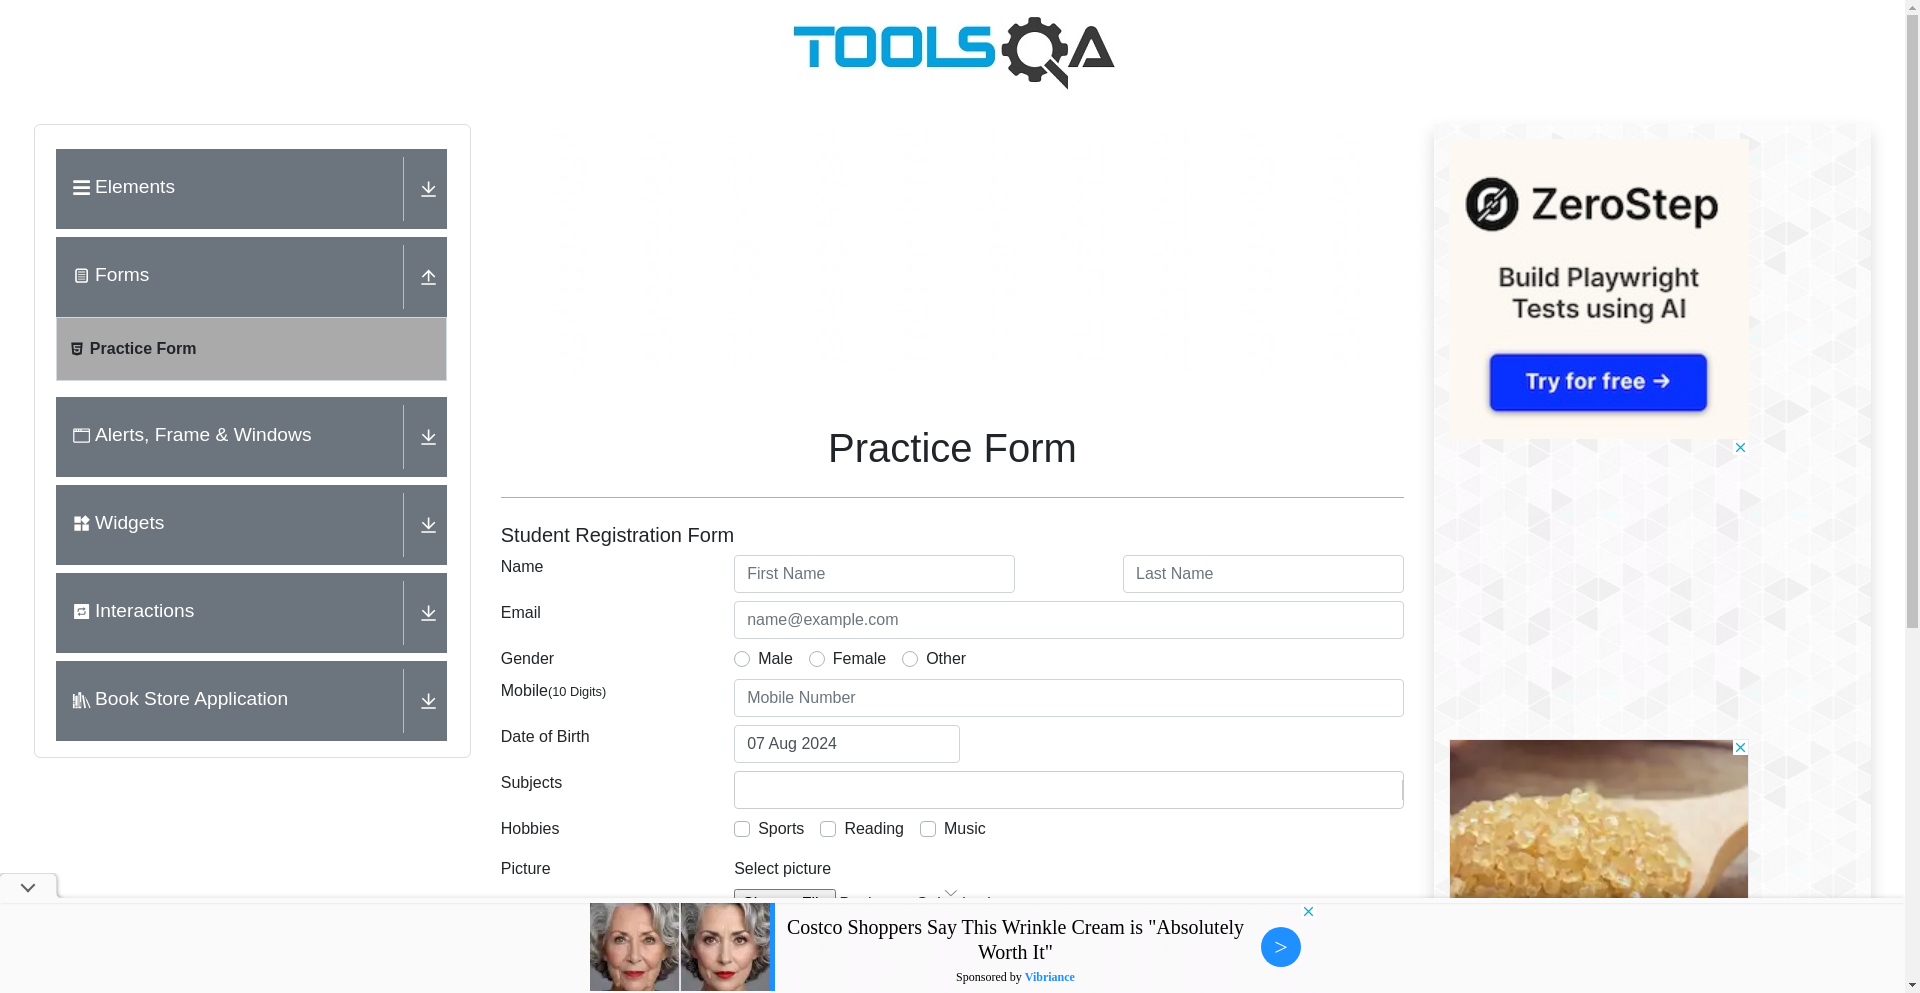 TOOLSQA
Elements
Forms
Practice Form
Alerts, Frame & Windows
Widgets
Interactions
Book Store Application
Practice Form
Student Registration Form
Name
First Name
Last Name
Email
name@example.com
Gender
Male
Female
Other
Mobile(10 Digits)
Mobile Number
Date of Birth
07 Aug 2024
Subjects
Hobbies
Sports
Reading
Music
Picture
Select picture
ZeroStep
Build Playwright
Tests using AI
Try for free →
Costco Shoppers Say This Wrinkle Cream is "Absolutely
Worth It"
Sponsored by Vibriance
>